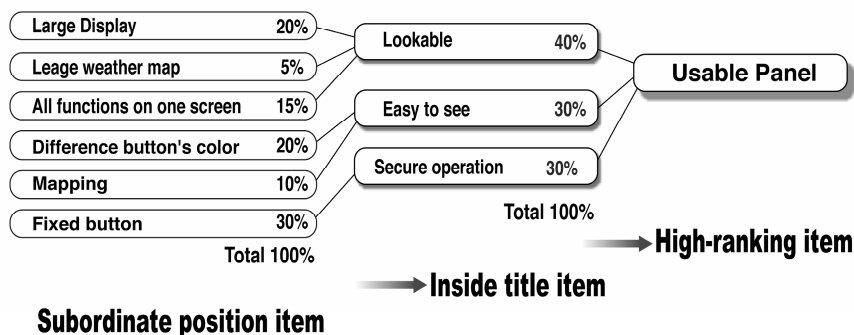 Large Display 20%
Leage weather map 5%
All functions on one screen 15%
Difference button's color 20%
Mapping 10%
Fixed button 30%
Total 100%
Subordinate position item
Lookable 40%
Easy to see 30%
Secure operation 30%
Total 100%
Inside title item
Usable Panel
High-ranking item